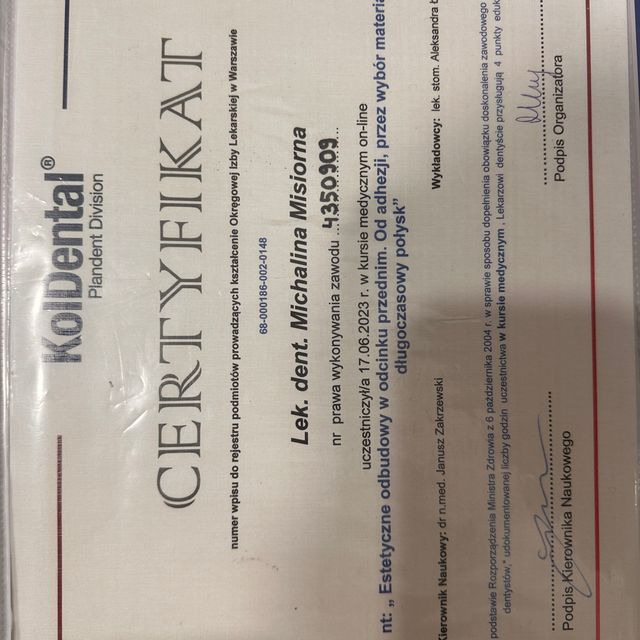 KolDental®
Plandent Division
CERTYFIKAT
numer wpisu do rejestru podmiotów prowadzących kształcenie Okręgowej Izby Lekarskiej w Warszawie
68-000186-002-0148
Lek. dent. Michalina Misiorna
nr prawa wykonywania zawodu ...4350909...
uczestniczył/a 17.06.2023 r. w kursie medycznym on-line
nt: „ Estetyczne odbudowy w odcinku przednim. Od adhezji, przez wybór materia
długoczasowy połysk”
Kierownik Naukowy: dr n.med. Janusz Zakrzewski Wykładowcy: lek. stom. Aleksandra
podstawie Rozporządzenia Ministra Zdrowia z 6 października 2004 r. w sprawie sposobu dopełnienia obowiązku doskonalenia zawodowego
dentystów," udokumentowanej liczby godzin uczestnictwa w kursie medycznym , Lekarzowi dentyście przysługują 4 punkty eduk
Podpis Kierownika Naukowego Podpis Organizatora